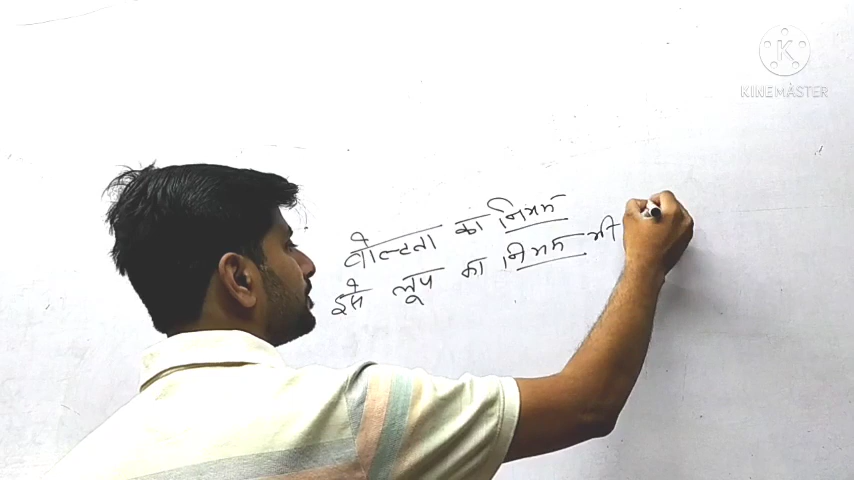 वोल्टता का नियम
इसे लूप का नियम भी
K
KINEMASTER